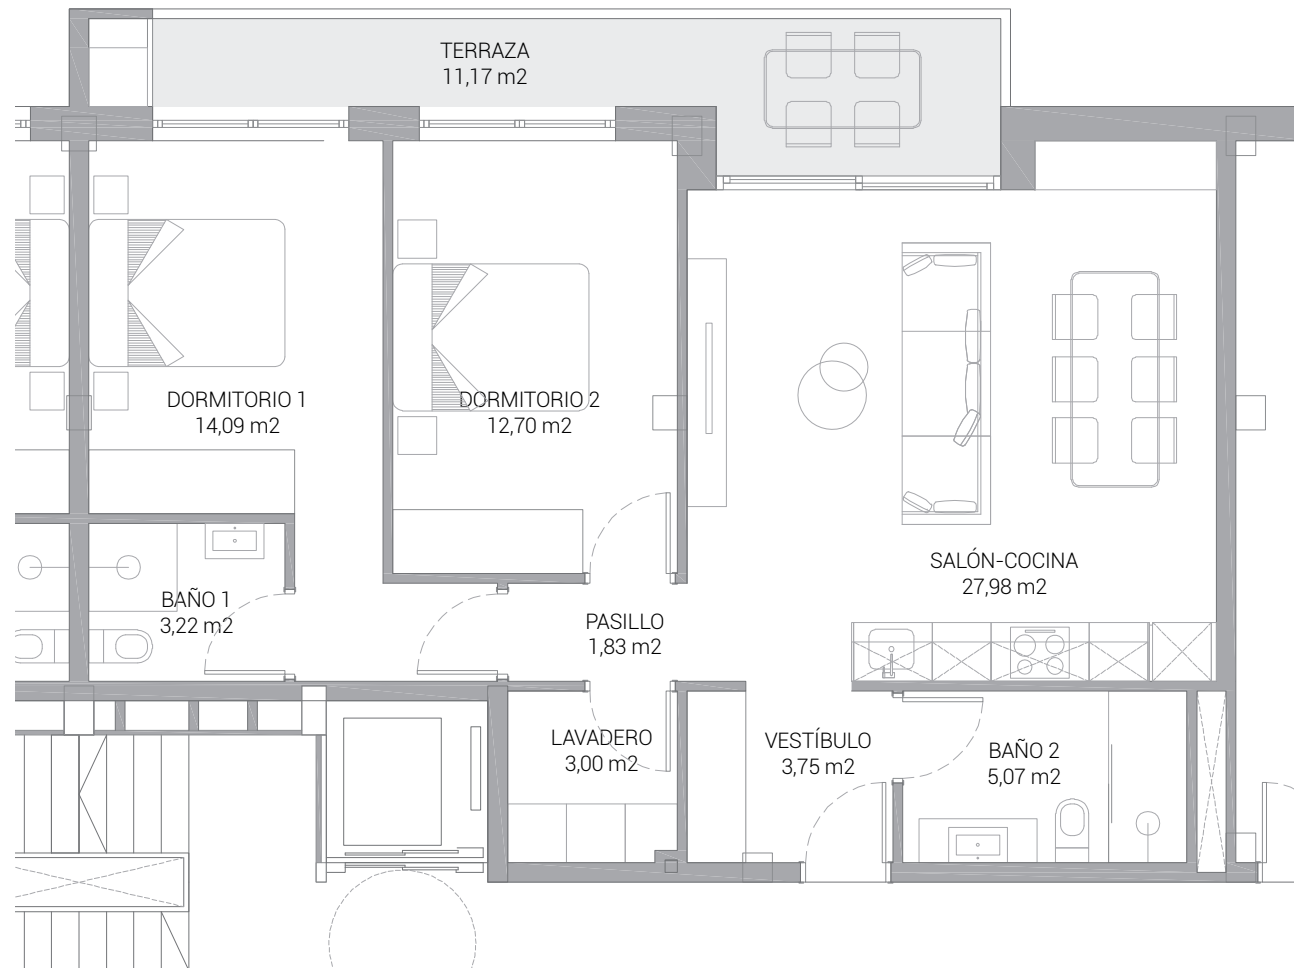 TERRAZA
11,17 m2
DORMITORIO 1
14,09 m2
DORMITORIO 2
12,70 m2
SALÓN-COCINA
27,98 m2
BAÑO 1
3,22 m2
PASILLO
1,83 m2
LAVADERO
3,00 m2
VESTÍBULO
3,75 m2
BAÑO 2
5,07 m2